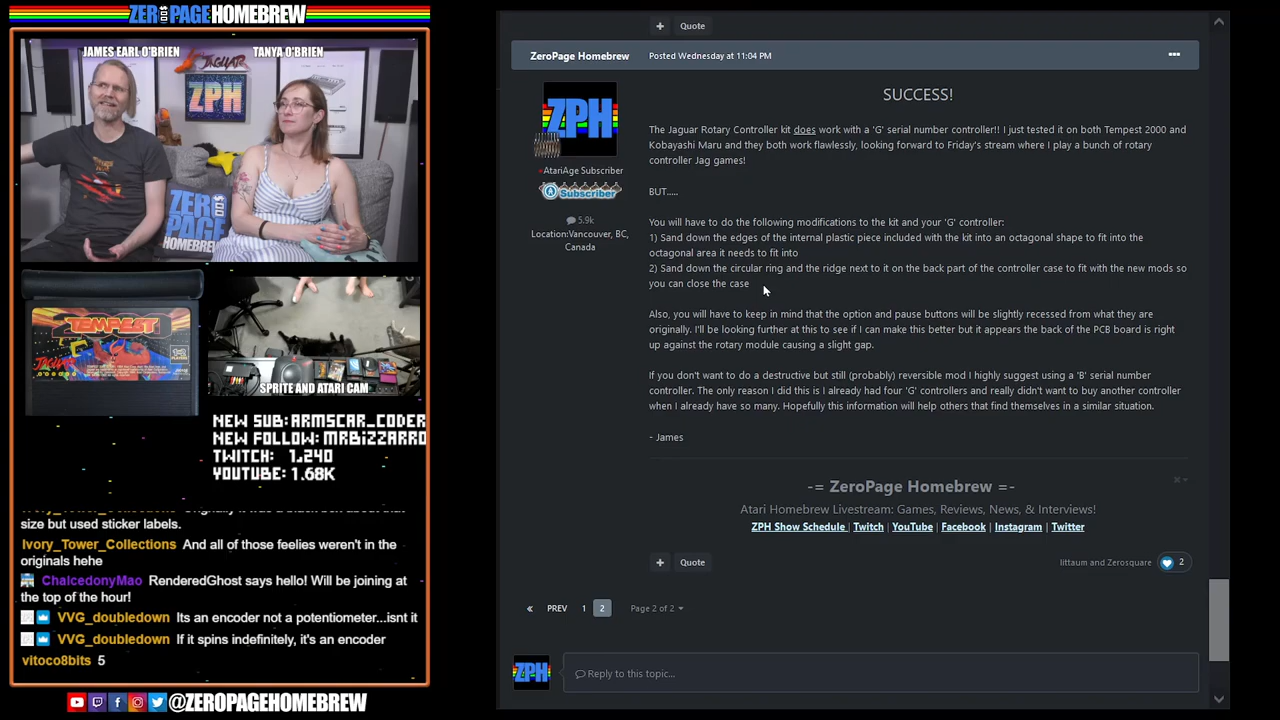 ZEROPAGE HOMEBREW
JAMES EARL O'BRIEN
TANYA O'BRIEN
JAGUAR
ZPH
ZERO PAGE
HOMEBREW
TEMPEST
JAGUAR
SPRITE AND ATARI CAM
NEW SUB: ARMSCAR_CODER
NEW FOLLOW: MRBIZZARRO
TWITCH: 1,240
YOUTUBE: 1.68K
size but used sticker labels.
Ivory_Tower_Collections And all of those feelies weren't in the
originals hehe
ChalcedonyMao RenderedGhost says hello! Will be joining at
the top of the hour!
VVG_doubledown Its an encoder not a potentiometer...isnt it
VVG_doubledown If it spins indefinitely, it's an encoder
vitoco8bits 5
@ZEROPAGEHOMEBREW
+ Quote
ZeroPage Homebrew Posted Wednesday at 11:04 PM
ZPH
AtariAge Subscriber
Subscriber
5.9k
Location:Vancouver, BC,
Canada
SUCCESS!
The Jaguar Rotary Controller kit does work with a 'G' serial number controller!! I just tested it on both Tempest 2000 and
Kobayashi Maru and they both work flawlessly, looking forward to Friday's stream where I play a bunch of rotary
controller Jag games!
BUT.....
You will have to do the following modifications to the kit and your 'G' controller:
1) Sand down the edges of the internal plastic piece included with the kit into an octagonal shape to fit into the
octagonal area it needs to fit into
2) Sand down the circular ring and the ridge next to it on the back part of the controller case to fit with the new mods so
you can close the case
Also, you will have to keep in mind that the option and pause buttons will be slightly recessed from what they are
originally. I'll be looking further at this to see if I can make this better but it appears the back of the PCB board is right
up against the rotary module causing a slight gap.
If you don't want to do a destructive but still (probably) reversible mod I highly suggest using a 'B' serial number
controller. The only reason I did this is I already had four 'G' controllers and really didn't want to buy another controller
when I already have so many. Hopefully this information will help others that find themselves in a similar situation.
- James
-= ZeroPage Homebrew =-
Atari Homebrew Livestream: Games, Reviews, News, & Interviews!
ZPH Show Schedule | Twitch | YouTube | Facebook | Instagram | Twitter
+ Quote
littaum and Zerosquare 2
« PREV 1 2 Page 2 of 2
ZPH
Reply to this topic...